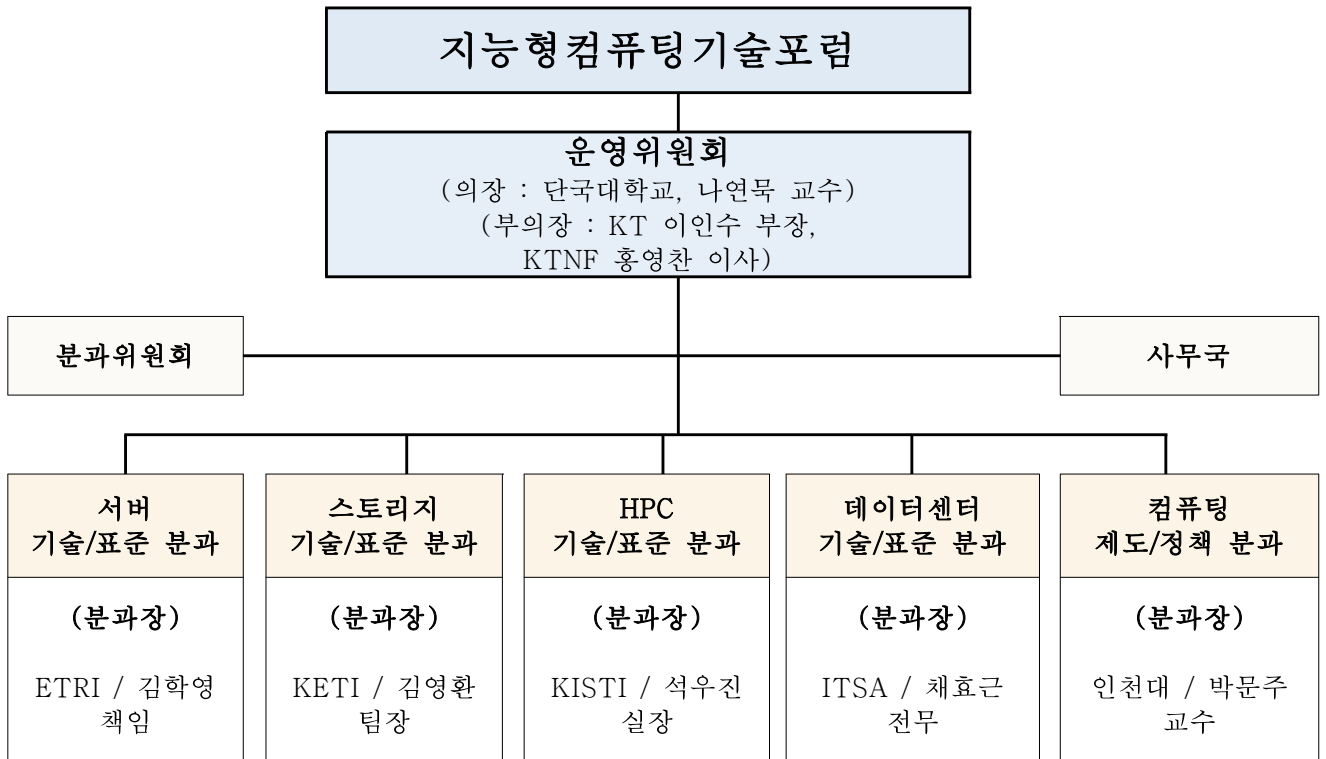 지능형컴퓨팅기술포럼
운영위원회
(의장 : 단국대학교, 나연묵 교수)
(부의장 : KT 이인수 부장,
KTNF 홍영찬 이사)
분과위원회
사무국
서버
기술/표준 분과
(분과장)
ETRI / 김학영
책임
스토리지
기술/표준 분과
(분과장)
KETI / 김영환
팀장
HPC
기술/표준 분과
(분과장)
KISTI / 석우진
실장
데이터센터
기술/표준 분과
(분과장)
ITSA / 채효근
전무
컴퓨팅
제도/정책 분과
(분과장)
인천대 / 박문주
교수